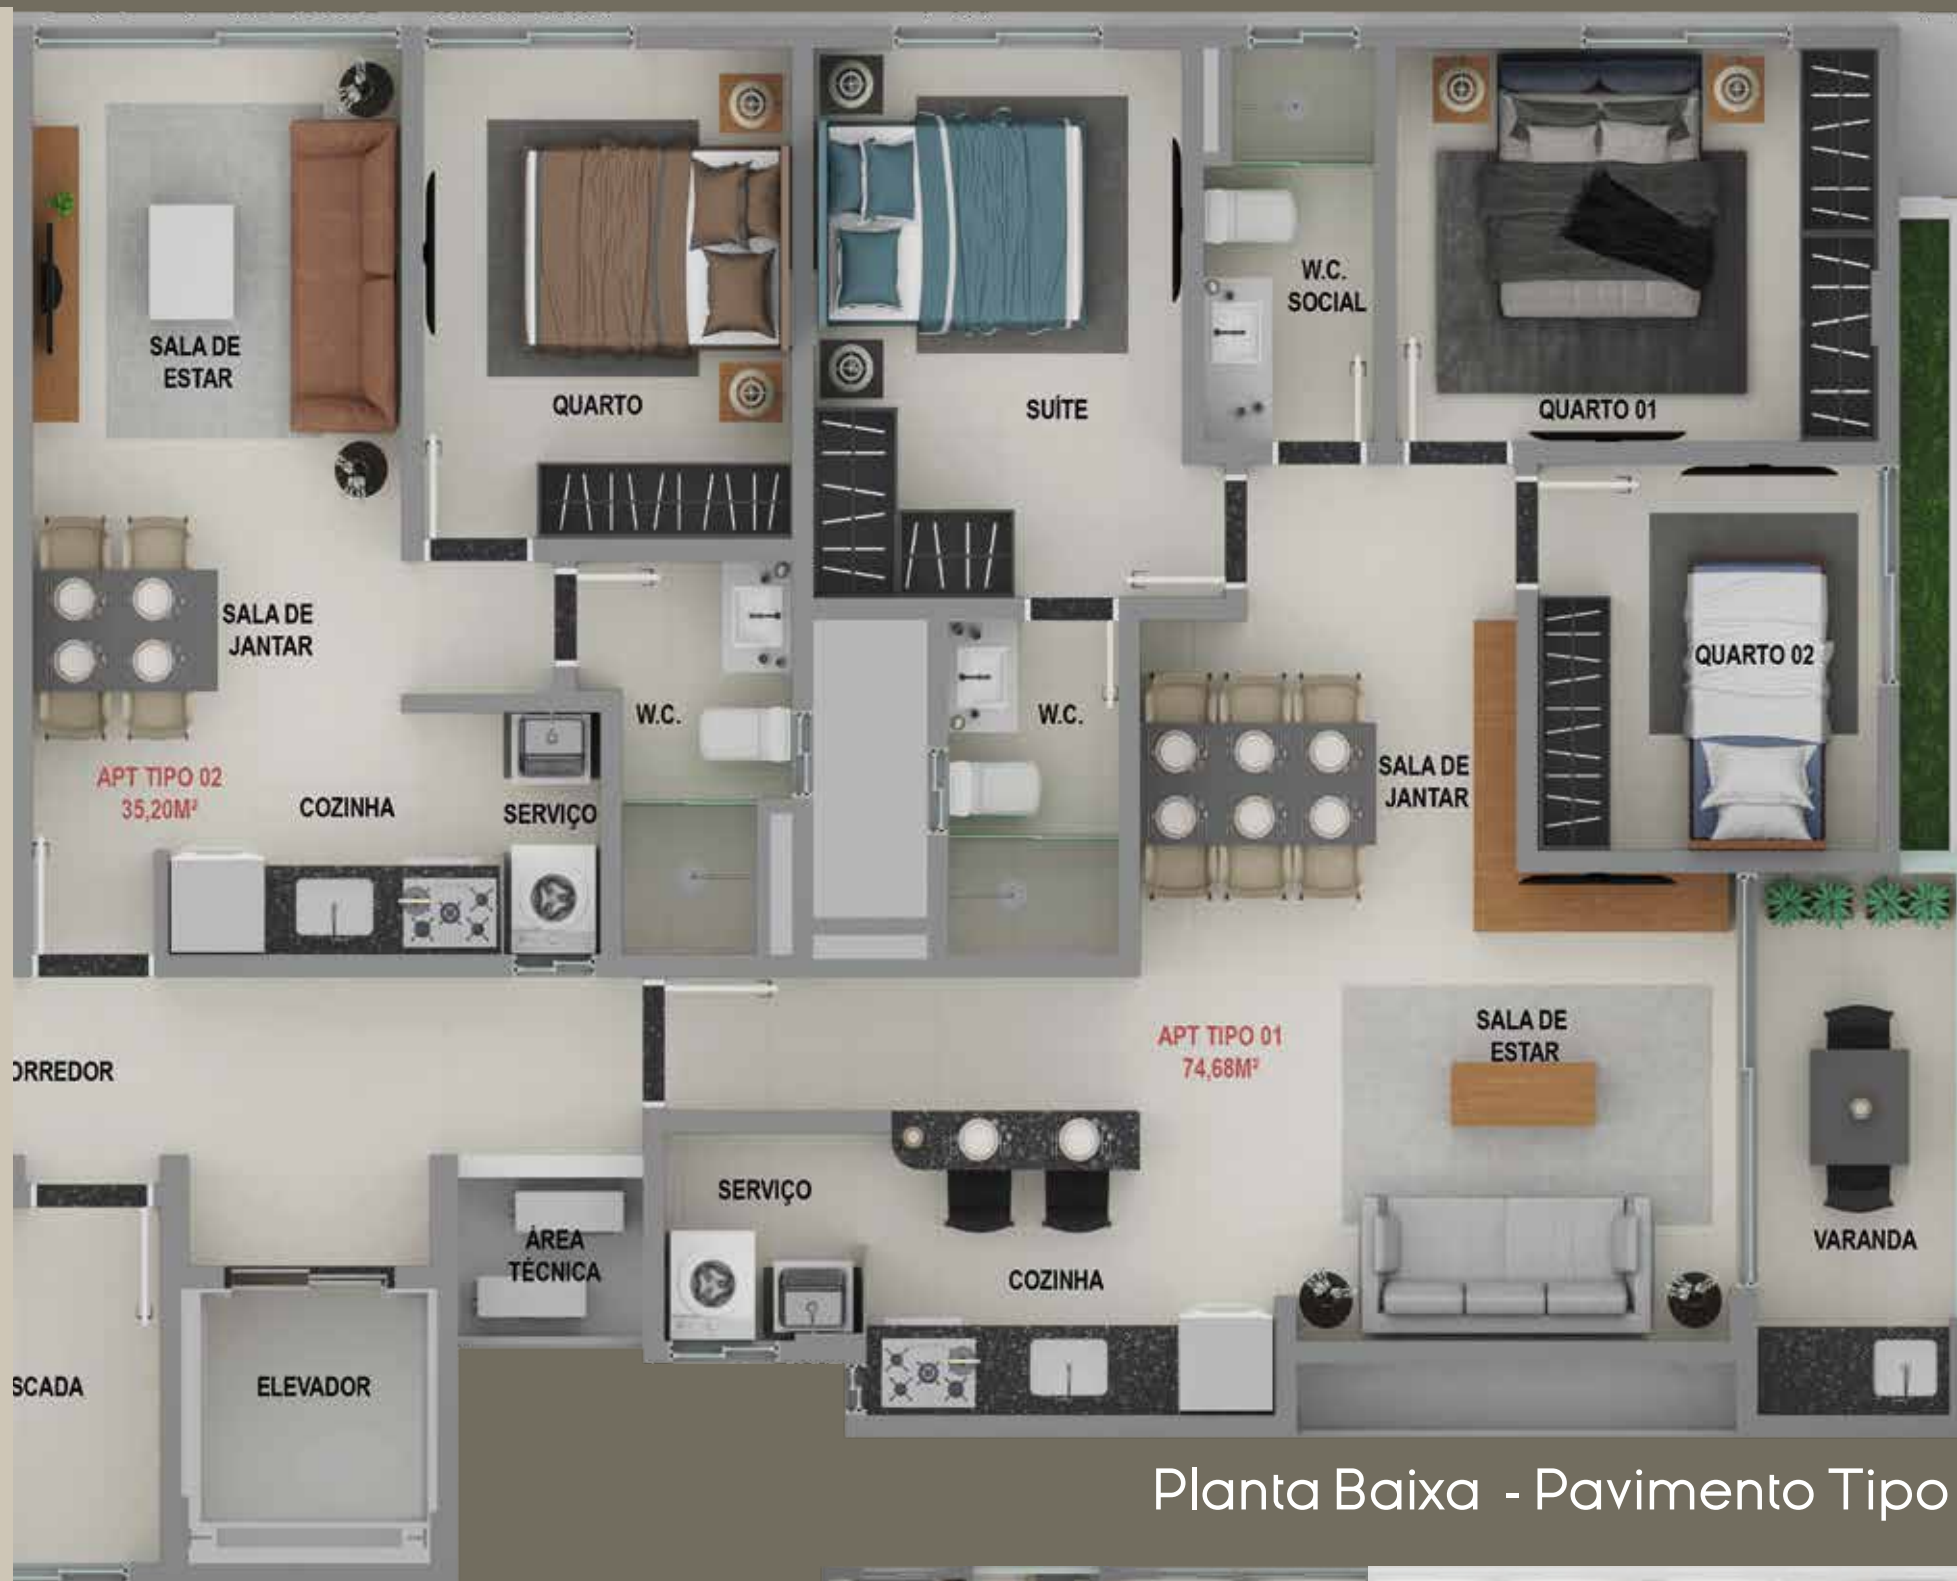 SALA DE
ESTAR
QUARTO
SUÍTE
W.C.
SOCIAL
QUARTO 01
SALA DE
JANTAR
QUARTO 02
W.C.
W.C.
SALA DE
JANTAR
APT TIPO 02
35,20M²
COZINHA
SERVIÇO
APT TIPO 01
74,68M²
SALA DE
ESTAR
ORREDOR
SERVIÇO
ÁREA
TÉCNICA
COZINHA
VARANDA
SCADA
ELEVADOR
Planta Baixa - Pavimento Tipo